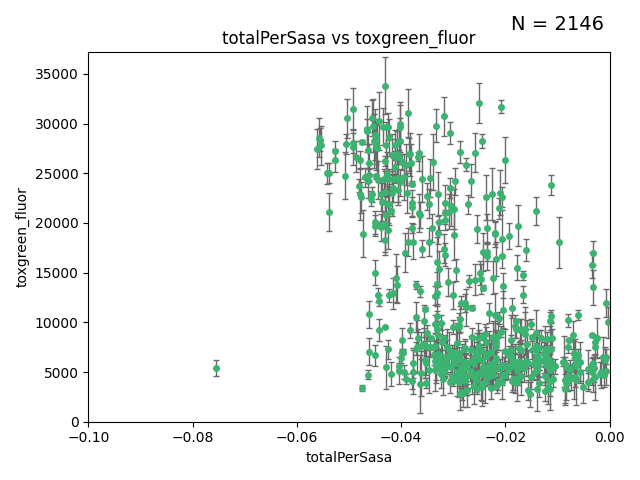 N = 2146
totalPerSasa vs toxgreen_fluor
toxgreen_fluor
35000
30000
25000
20000
15000
10000
5000
0
−0.10 −0.08 −0.06 −0.04 −0.02 0.00
totalPerSasa